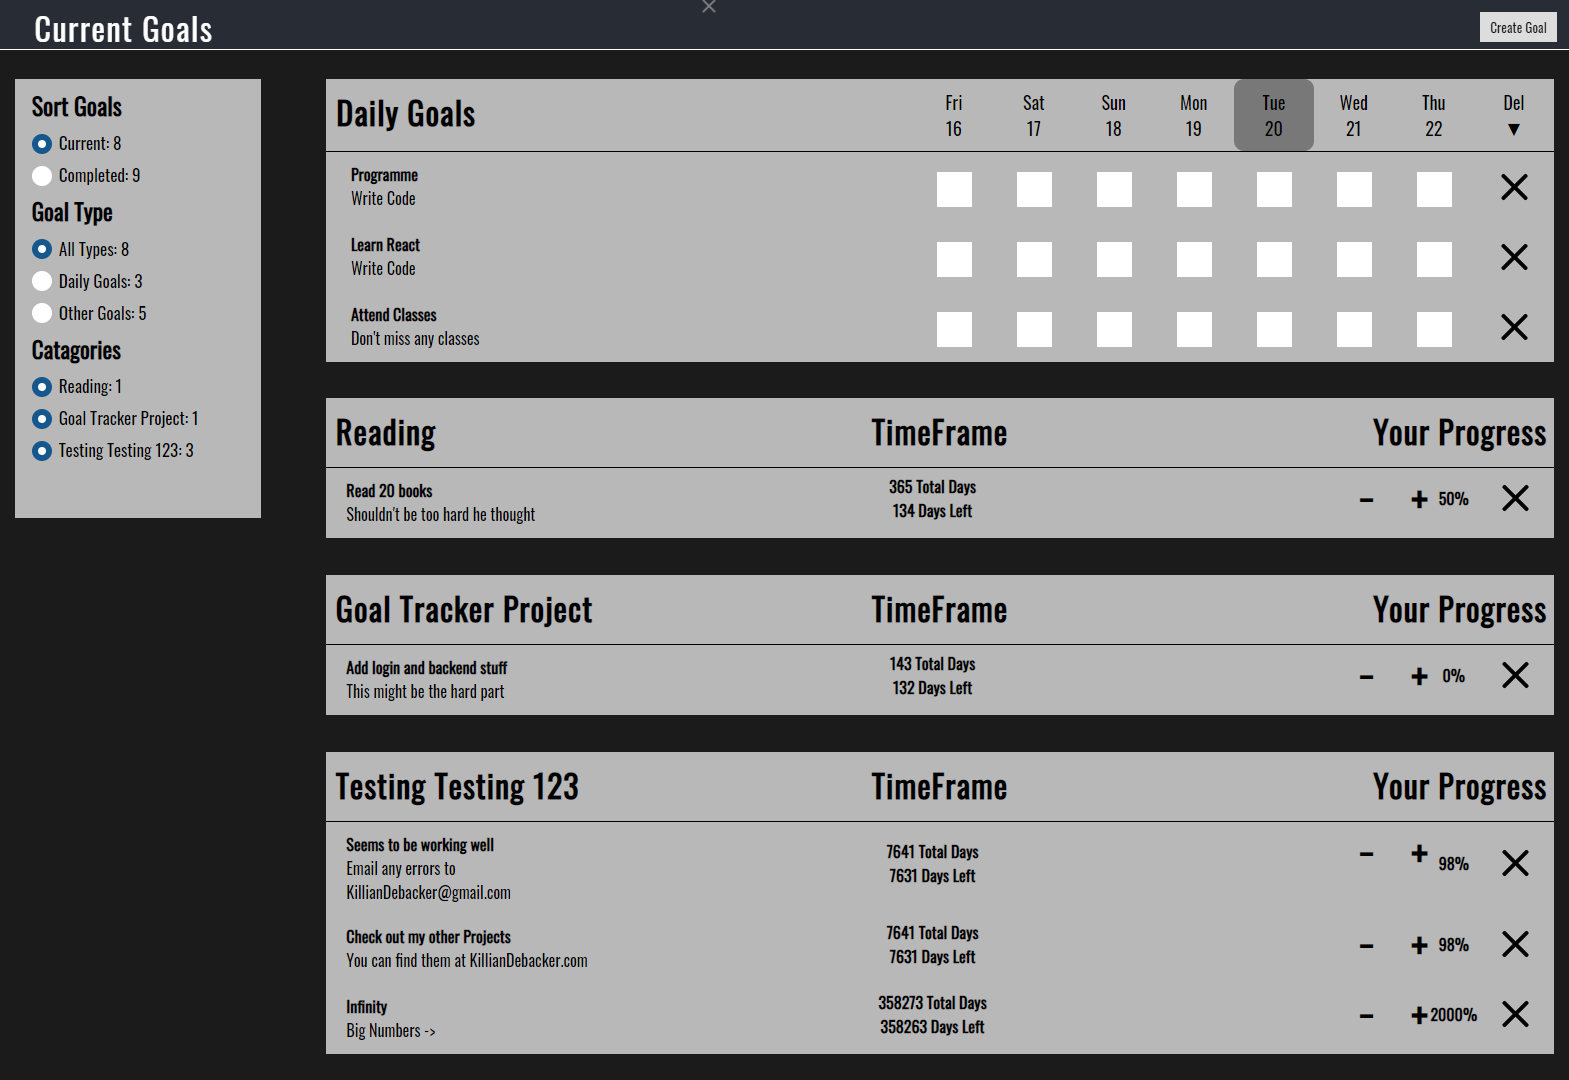 Current Goals
Create Goal
Sort Goals
Current: 8
Completed: 9
Goal Type
All Types: 8
Daily Goals: 3
Other Goals: 5
Catagories
Reading: 1
Goal Tracker Project: 1
Testing Testing 123: 3
Daily Goals
Fri Sat Sun Mon Tue Wed Thu Del
16 17 18 19 20 21 22 ▼
Programme
Write Code
Learn React
Write Code
Attend Classes
Don't miss any classes
Reading TimeFrame Your Progress
Read 20 books
Shouldn't be too hard he thought
365 Total Days
134 Days Left
- + 50%
Goal Tracker Project TimeFrame Your Progress
Add login and backend stuff
This might be the hard part
143 Total Days
132 Days Left
- + 0%
Testing Testing 123 TimeFrame Your Progress
Seems to be working well
Email any errors to
KillianDebacker@gmail.com
7641 Total Days
7631 Days Left
- + 98%
Check out my other Projects
You can find them at KillianDebacker.com
7641 Total Days
7631 Days Left
- + 98%
Infinity
Big Numbers ->
358273 Total Days
358263 Days Left
- + 2000%